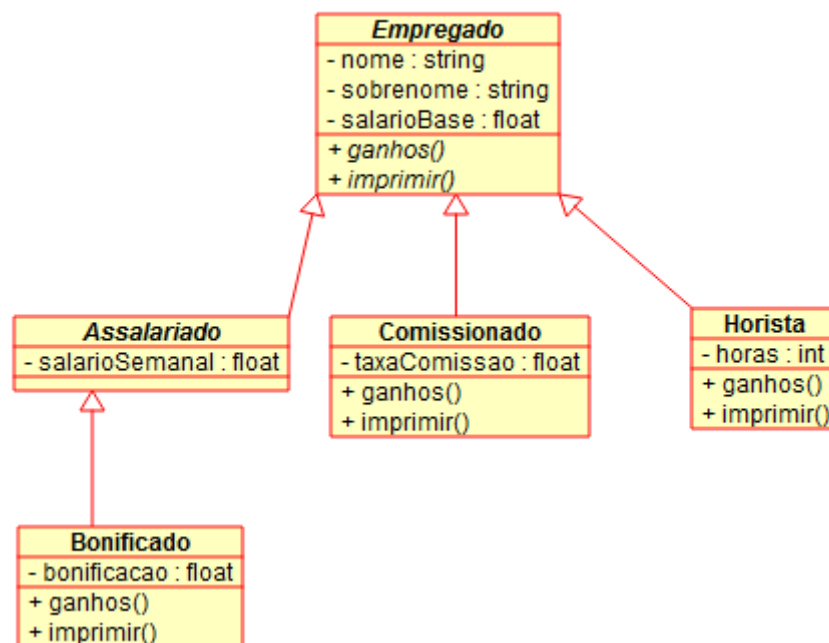 Empregado
- nome : string
- sobrenome : string
- salarioBase : float
+ ganhos()
+ imprimir()
Assalariado
- salarioSemanal : float
Comissionado
- taxaComissao : float
+ ganhos()
+ imprimir()
Horista
- horas : int
+ ganhos()
+ imprimir()
Bonificado
- bonificacao : float
+ ganhos()
+ imprimir()